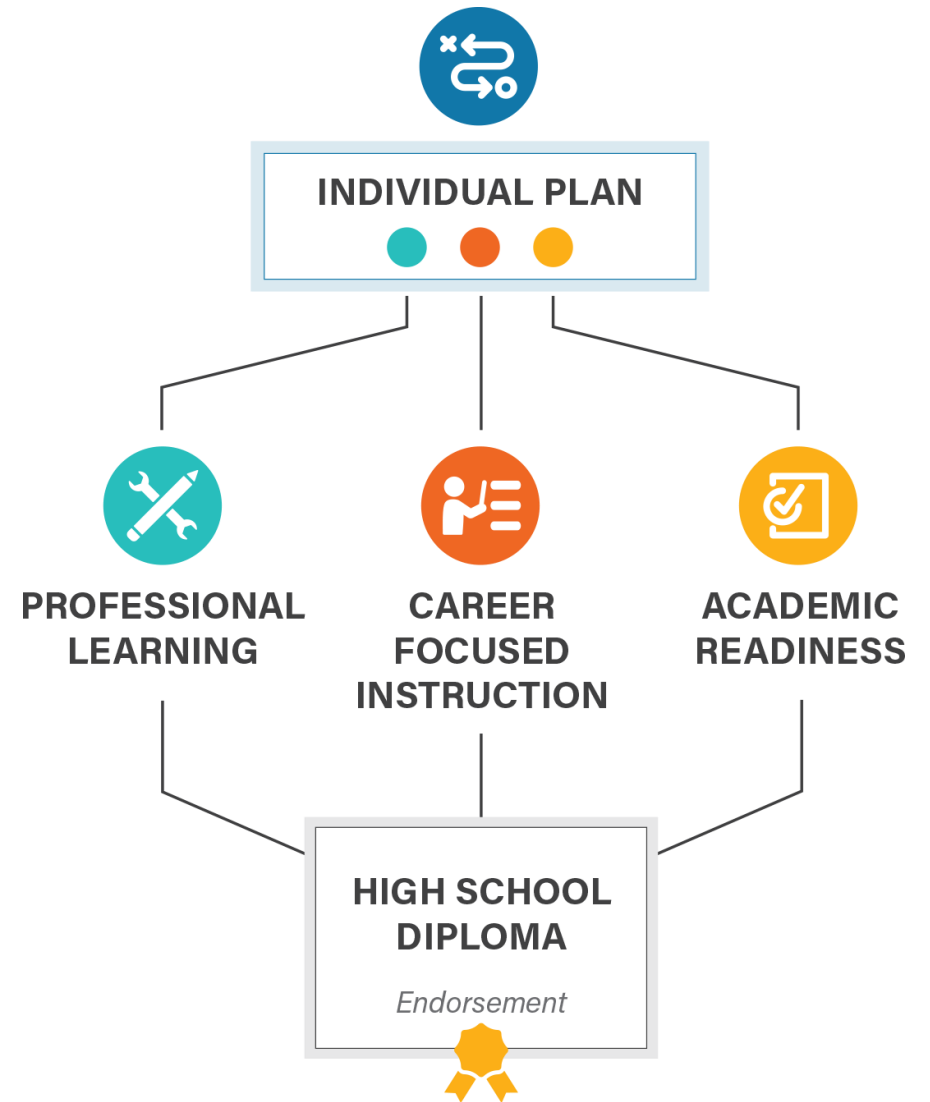 INDIVIDUAL PLAN
PROFESSIONAL
LEARNING
CAREER
FOCUSED
INSTRUCTION
ACADEMIC
READINESS
HIGH SCHOOL
DIPLOMA
Endorsement